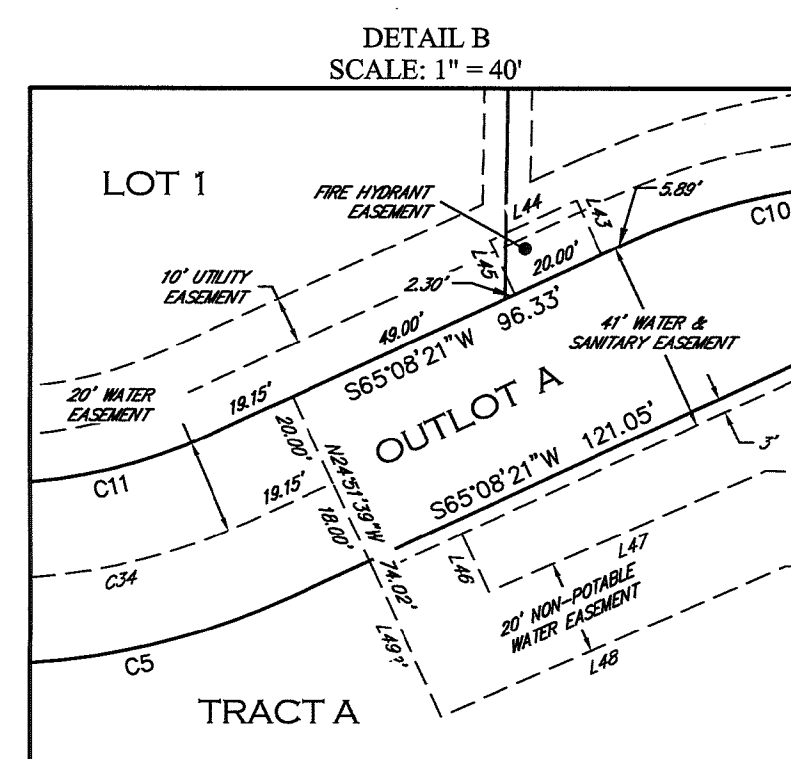 DETAIL B
SCALE: 1" = 40'
LOT 1
FIRE HYDRANT
EASEMENT
L44
L43
5.89'
C10
L45
20.00'
10' UTILITY
EASEMENT
2.30'
49.00'
96.33'
S65°08'21"W
41' WATER &
SANITARY EASEMENT
20' WATER
EASEMENT
19.15'
OUTLOT A
20.00'
N24°51'39"W
121.05'
S65°08'21"W
3'
C11
19.15'
18.00'
C34
74.02'
L46
L47
20' NON-POTABLE
WATER EASEMENT
L48
L49?'
C5
TRACT A